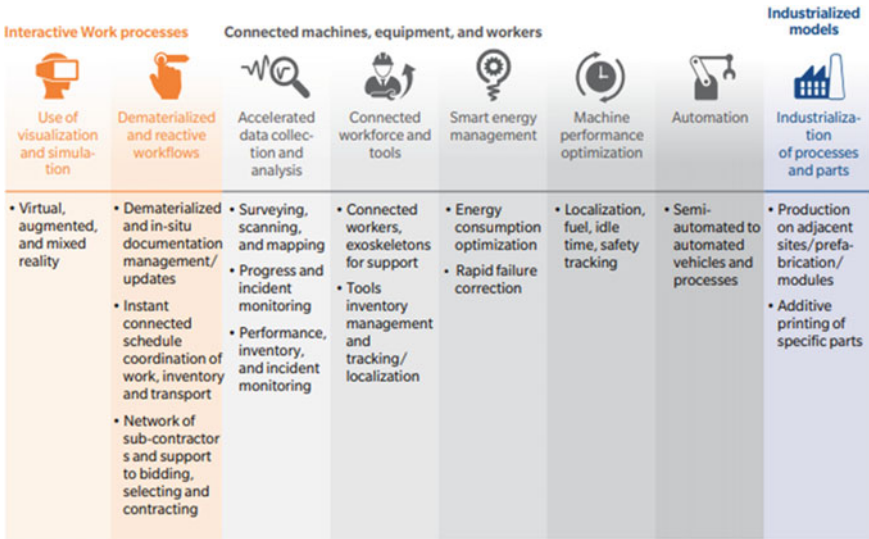 Interactive Work processes
Connected machines, equipment, and workers
Industrialized
models
Use of
visualization
and simula-
tion
Dematerialized
and reactive
workflows
Accelerated
data collec-
tion and
analysis
Connected
workforce and
tools
Smart energy
management
Machine
performance
optimization
Automation
Industrializa-
tion
of processes
and parts
• Virtual,
augmented,
and mixed
reality
• Dematerialized
and in-situ
documentation
management/
updates
• Instant
connected
schedule
coordination of
work, inventory
and transport
• Network of
sub-contractor
s and support
to bidding,
selecting and
contracting
• Surveying,
scanning,
and mapping
• Progress and
incident
monitoring
• Performance,
inventory,
and incident
monitoring
• Connected
workers,
exoskeletons
for support
• Tools
inventory
management
and
tracking/
localization
• Energy
consumption
optimization
• Rapid failure
correction
• Localization,
fuel, idle
time, safety
tracking
• Semi-
automated to
automated
vehicles and
processes
• Production
on adjacent
sites/prefa-
brication/
modules
• Additive
printing of
specific parts